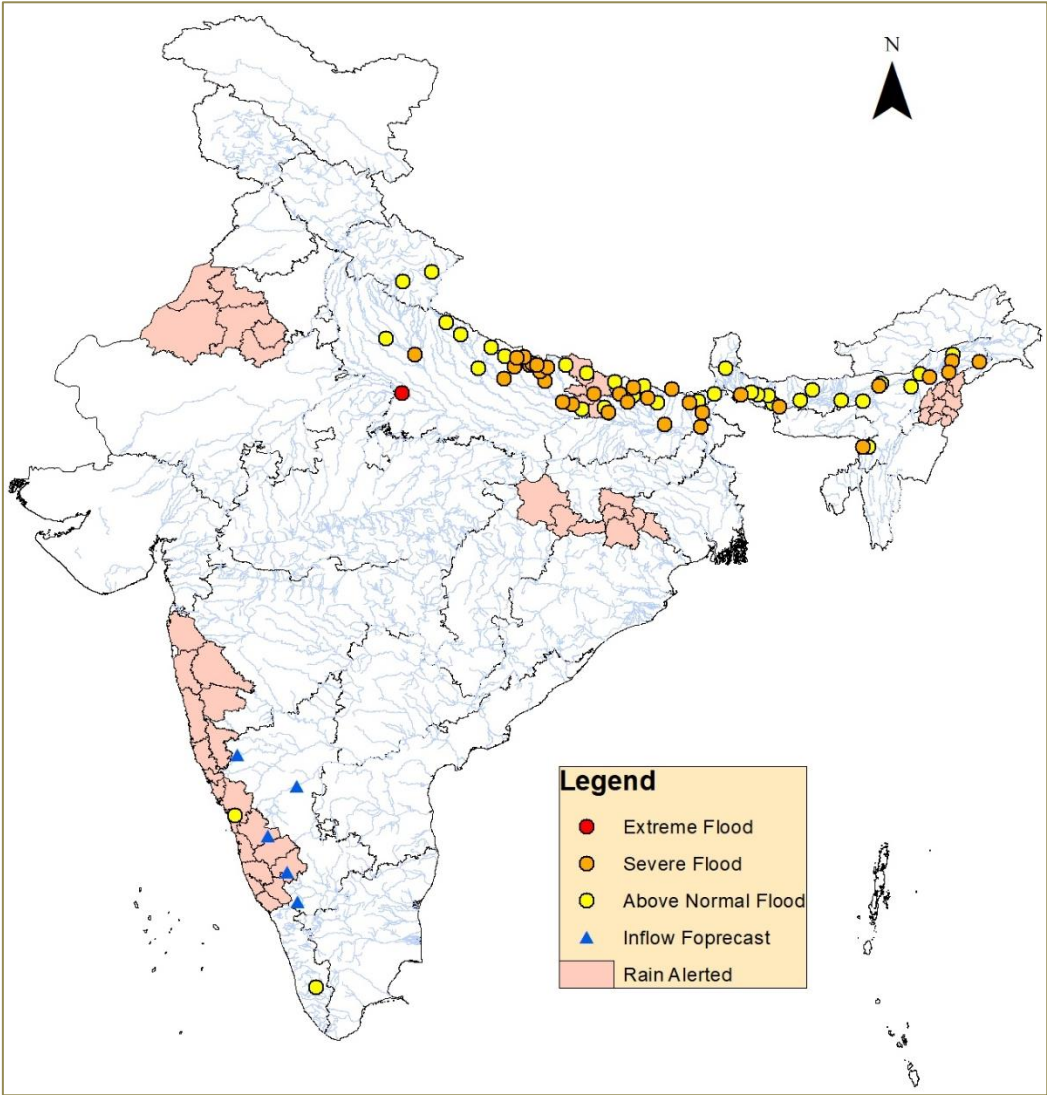 N
Legend
Extreme Flood
Severe Flood
Above Normal Flood
Inflow Foprecast
Rain Alerted